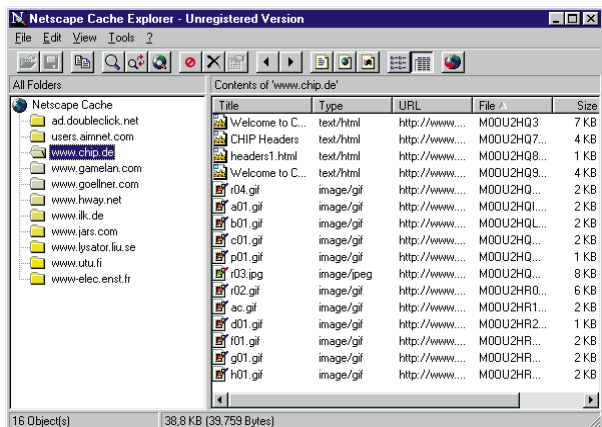 Netscape Cache Explorer - Unregistered Version
File Edit View Tools ?
All Folders
Contents of 'www.chip.de'
Netscape Cache
ad.doubleclick.net
users.aimnet.com
www.chip.de
www.gamelan.com
www.goellner.com
www.hway.net
www.ilk.de
www.jars.com
www.lysator.liu.se
www.utu.fi
www-elec.enst.fr
Title Type URL File Size
Welcome to C... text/html http://www.... M0OU2HQ3 7 KB
CHIP Headers text/html http://www.... M0OU2HQ7... 4 KB
headers1.html text/html http://www.... M0OU2HQ8... 1 KB
Welcome to C... text/html http://www.... M0OU2HQ9... 4 KB
r04.gif image/gif http://www.... M0OU2HQ... 2 KB
a01.gif image/gif http://www.... M0OU2HQI.... 2 KB
b01.gif image/gif http://www.... M0OU2HQL... 2 KB
c01.gif image/gif http://www.... M0OU2HQ... 2 KB
p01.gif image/gif http://www.... M0OU2HQ... 1 KB
r03.jpg image/jpeg http://www.... M0OU2HQ... 8 KB
r02.gif image/gif http://www.... M0OU2HR0... 6 KB
ac.gif image/gif http://www.... M0OU2HR1... 2 KB
d01.gif image/gif http://www.... M0OU2HR2... 1 KB
f01.gif image/gif http://www.... M0OU2HR... 2 KB
g01.gif image/gif http://www.... M0OU2HR... 2 KB
h01.gif image/gif http://www.... M0OU2HR... 2 KB
16 Object(s) 38,8 KB (39.759 Bytes)